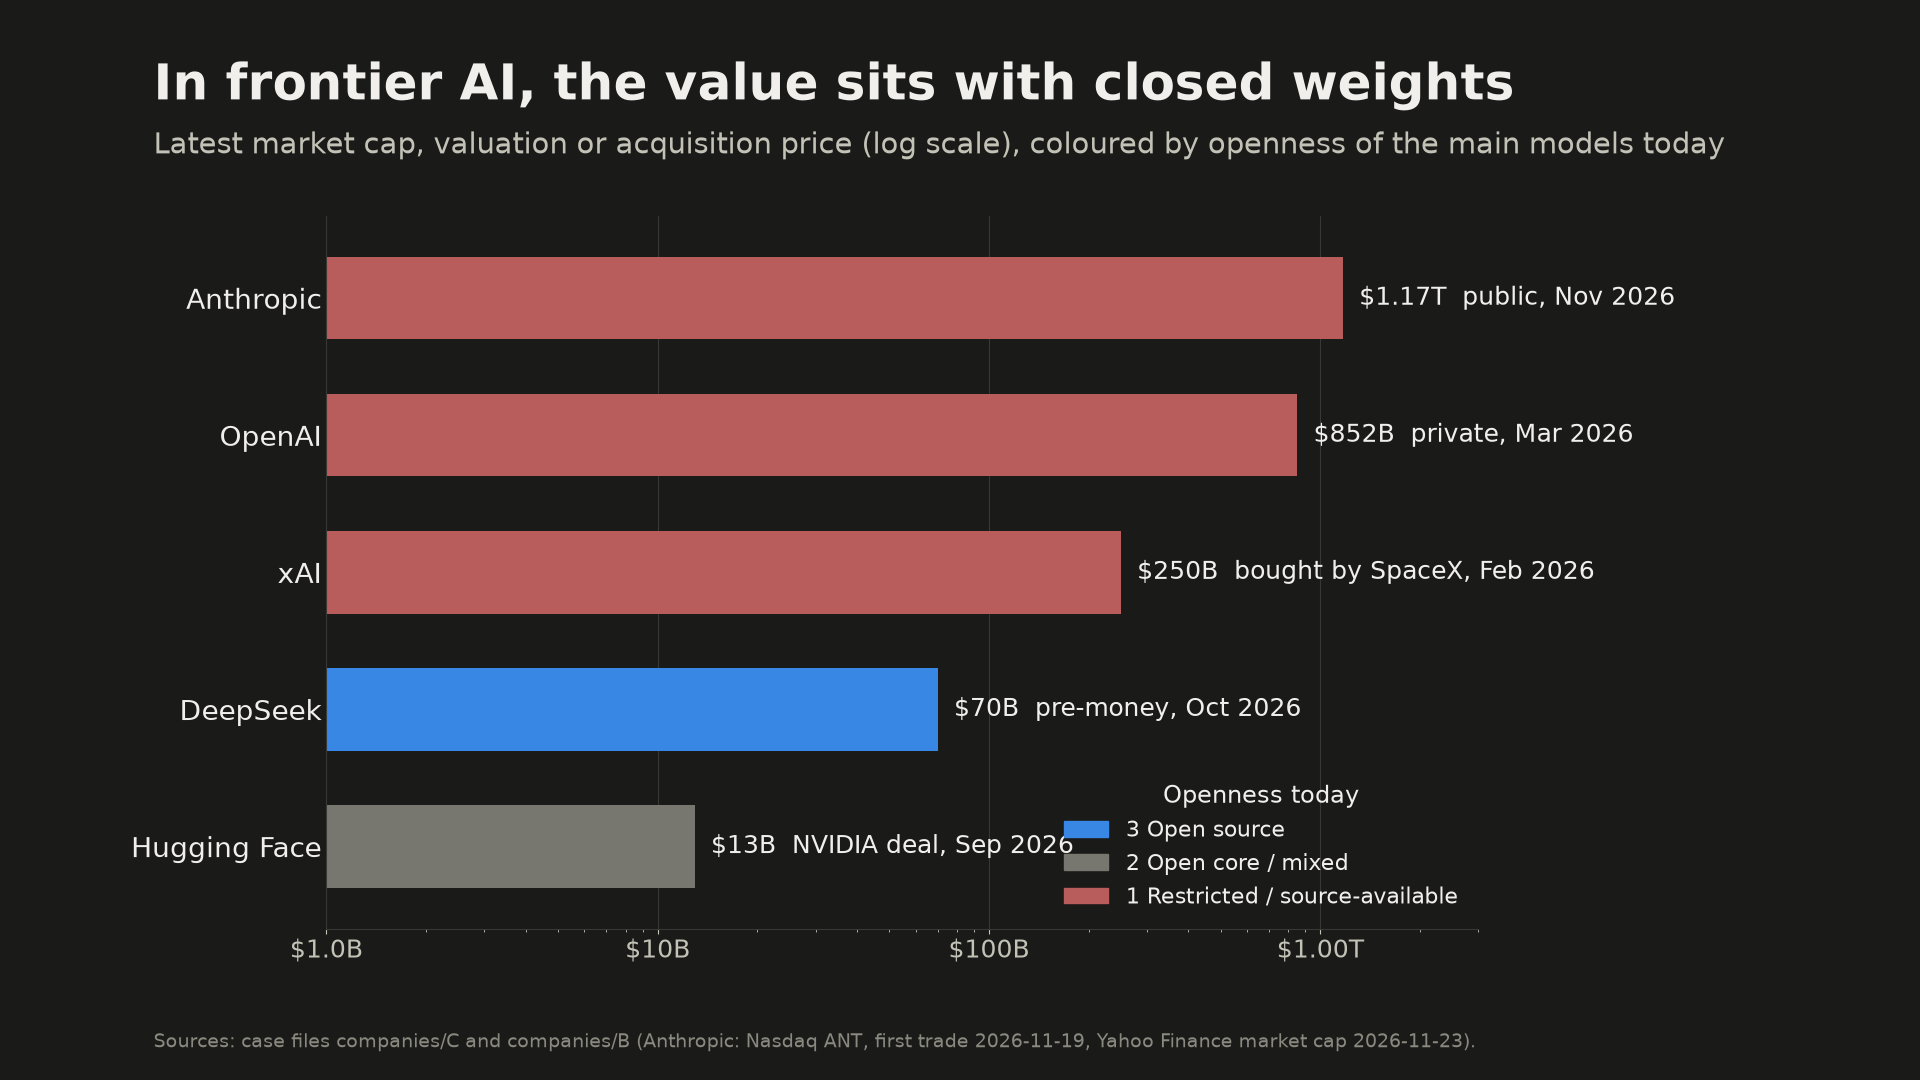 In frontier AI, the value sits with closed weights
Latest market cap, valuation or acquisition price (log scale), coloured by openness of the main models today
Anthropic
$1.17T  public, Nov 2026
OpenAI
$852B  private, Mar 2026
xAI
$250B  bought by SpaceX, Feb 2026
DeepSeek
$70B  pre-money, Oct 2026
Hugging Face
$13B  NVIDIA deal, Sep 2026
Openness today
3 Open source
2 Open core / mixed
1 Restricted / source-available
$1.0B
$10B
$100B
$1.00T
Sources: case files companies/C and companies/B (Anthropic: Nasdaq ANT, first trade 2026-11-19, Yahoo Finance market cap 2026-11-23).